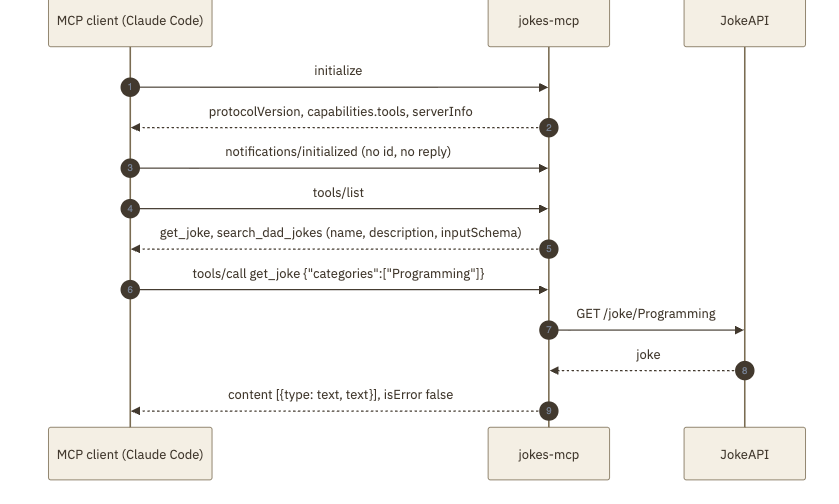 MCP client (Claude Code)
jokes-mcp
JokeAPI
initialize
1
protocolVersion, capabilities.tools, serverInfo
2
notifications/initialized (no id, no reply)
3
tools/list
4
get_joke, search_dad_jokes (name, description, inputSchema)
5
tools/call get_joke {"categories":["Programming"]}
6
GET /joke/Programming
7
joke
8
content [{type: text, text}], isError false
9
MCP client (Claude Code)
jokes-mcp
JokeAPI